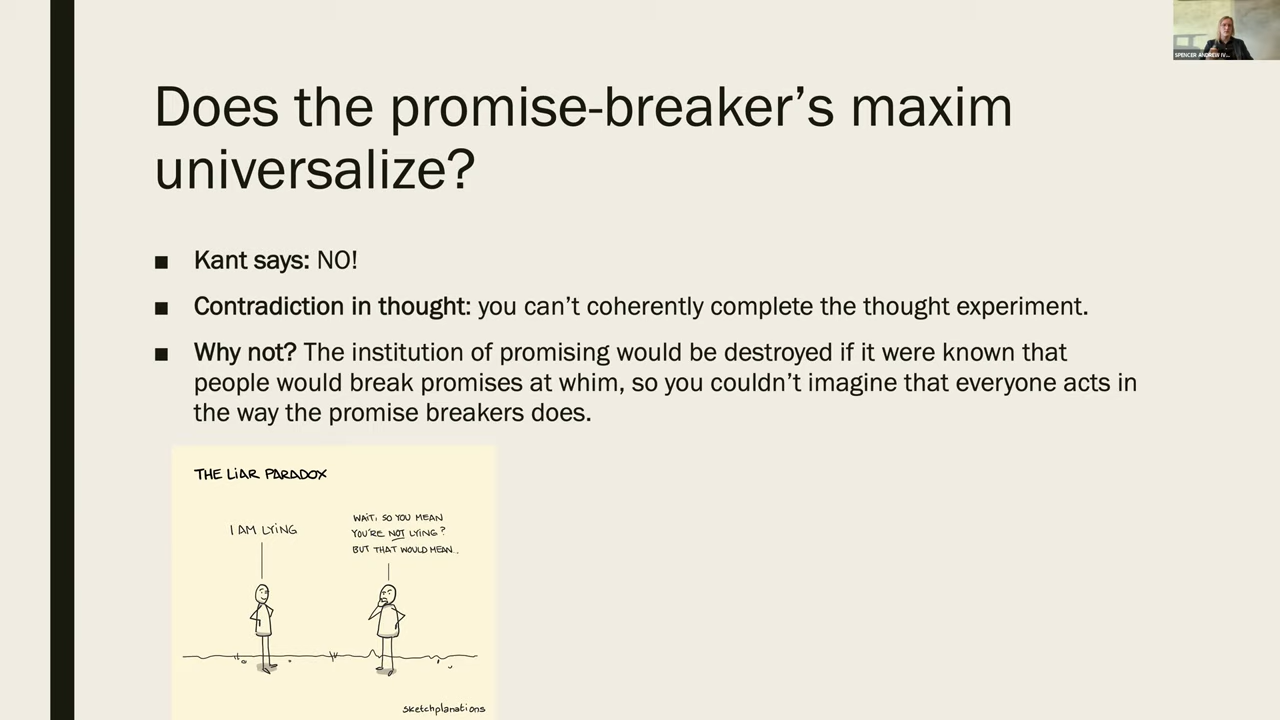 SPENCER ANDREW IV...
Does the promise-breaker's maxim
universalize?
■ Kant says: NO!
■ Contradiction in thought: you can't coherently complete the thought experiment.
■ Why not? The institution of promising would be destroyed if it were known that
people would break promises at whim, so you couldn't imagine that everyone acts in
the way the promise breakers does.
THE LIAR PARADOX
I AM LYING
WAIT, SO YOU MEAN
YOU'RE NOT LYING?
BUT THAT WOULD MEAN..
sketchplanations